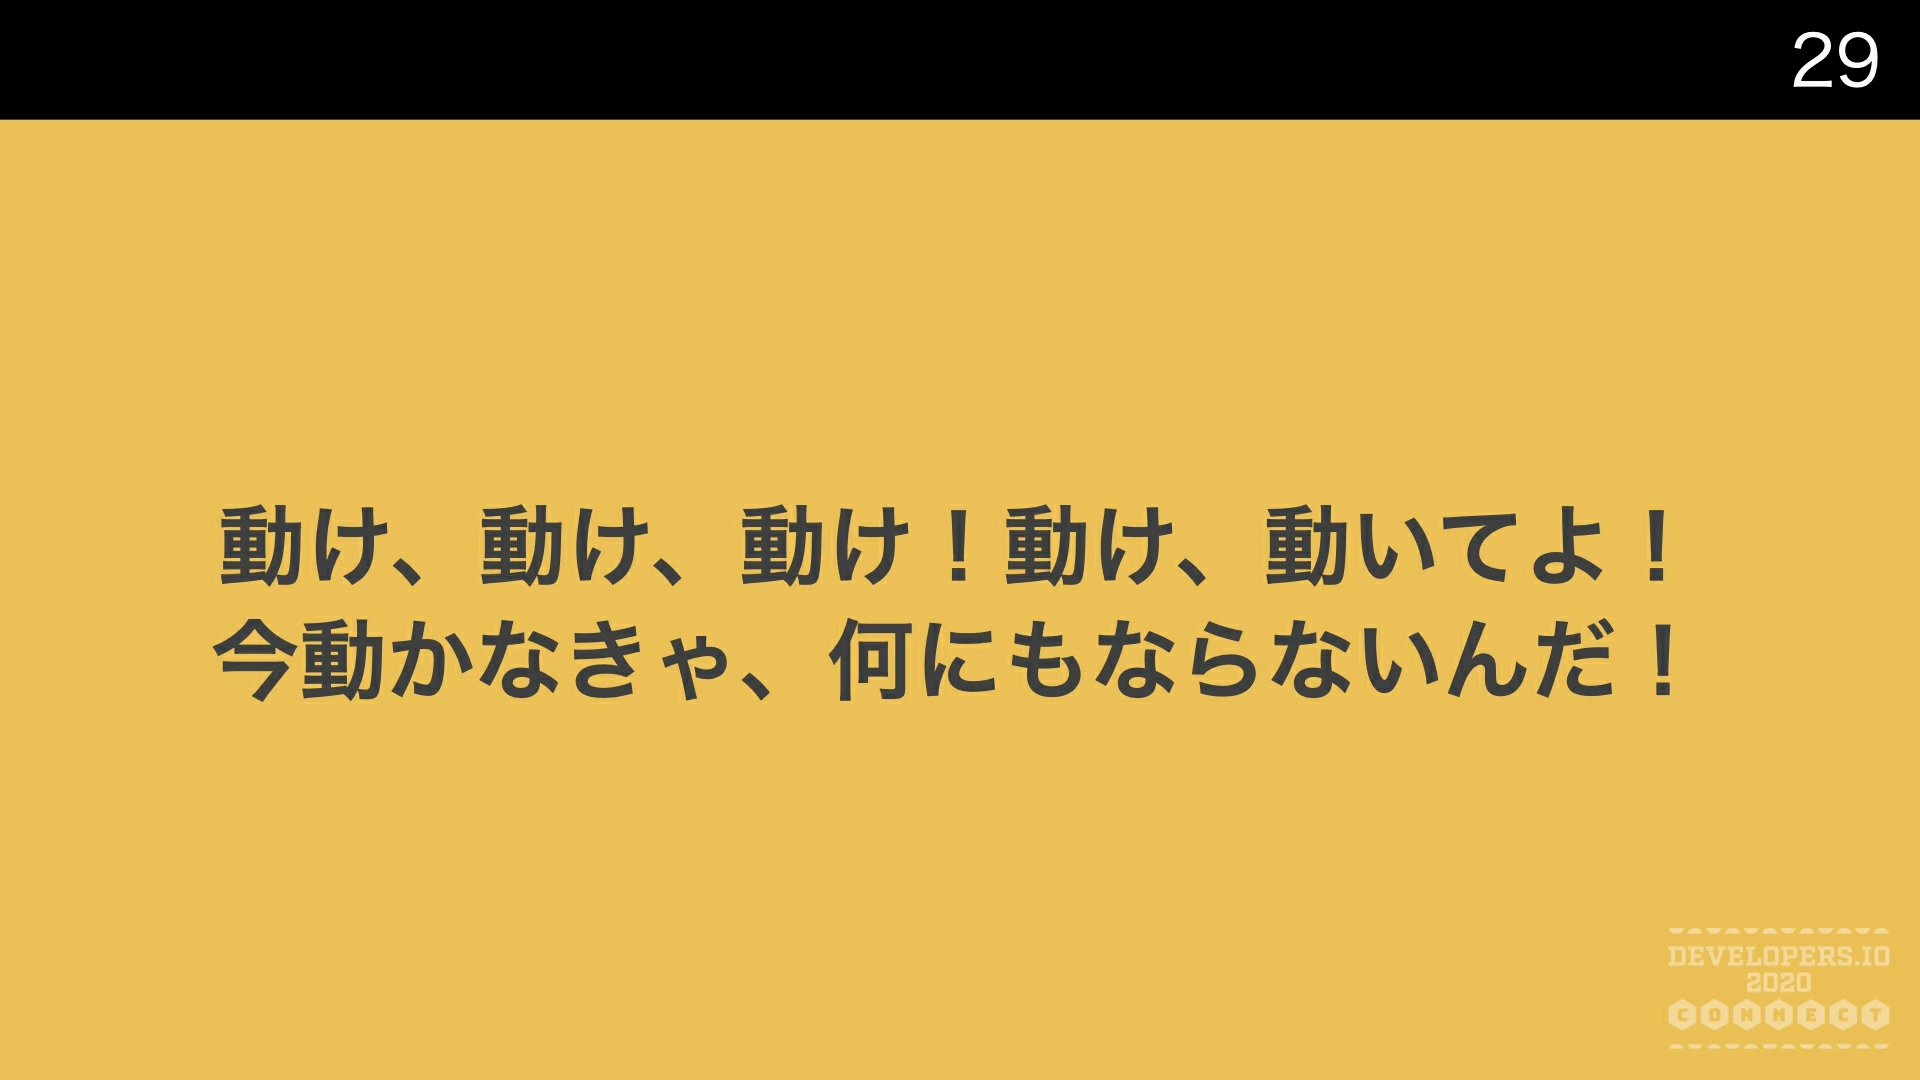 29
動け、動け、動け！動け、動いてよ！
今動かなきゃ、何にもならないんだ！
DEVELOPERS.IO
2020
CONNECT